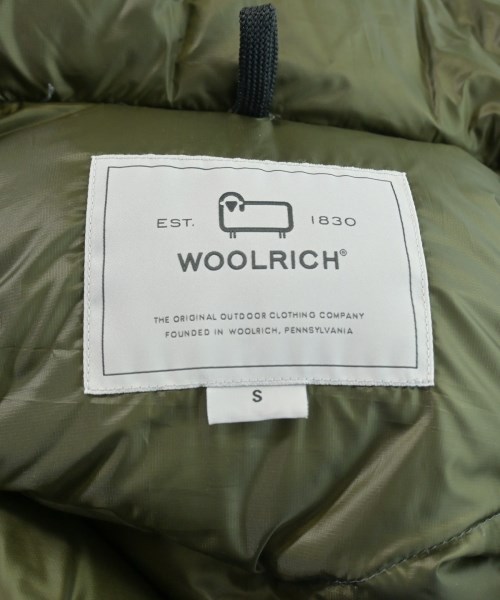 EST. 1830
WOOLRICH®
THE ORIGINAL OUTDOOR CLOTHING COMPANY
FOUNDED IN WOOLRICH, PENNSYLVANIA
S